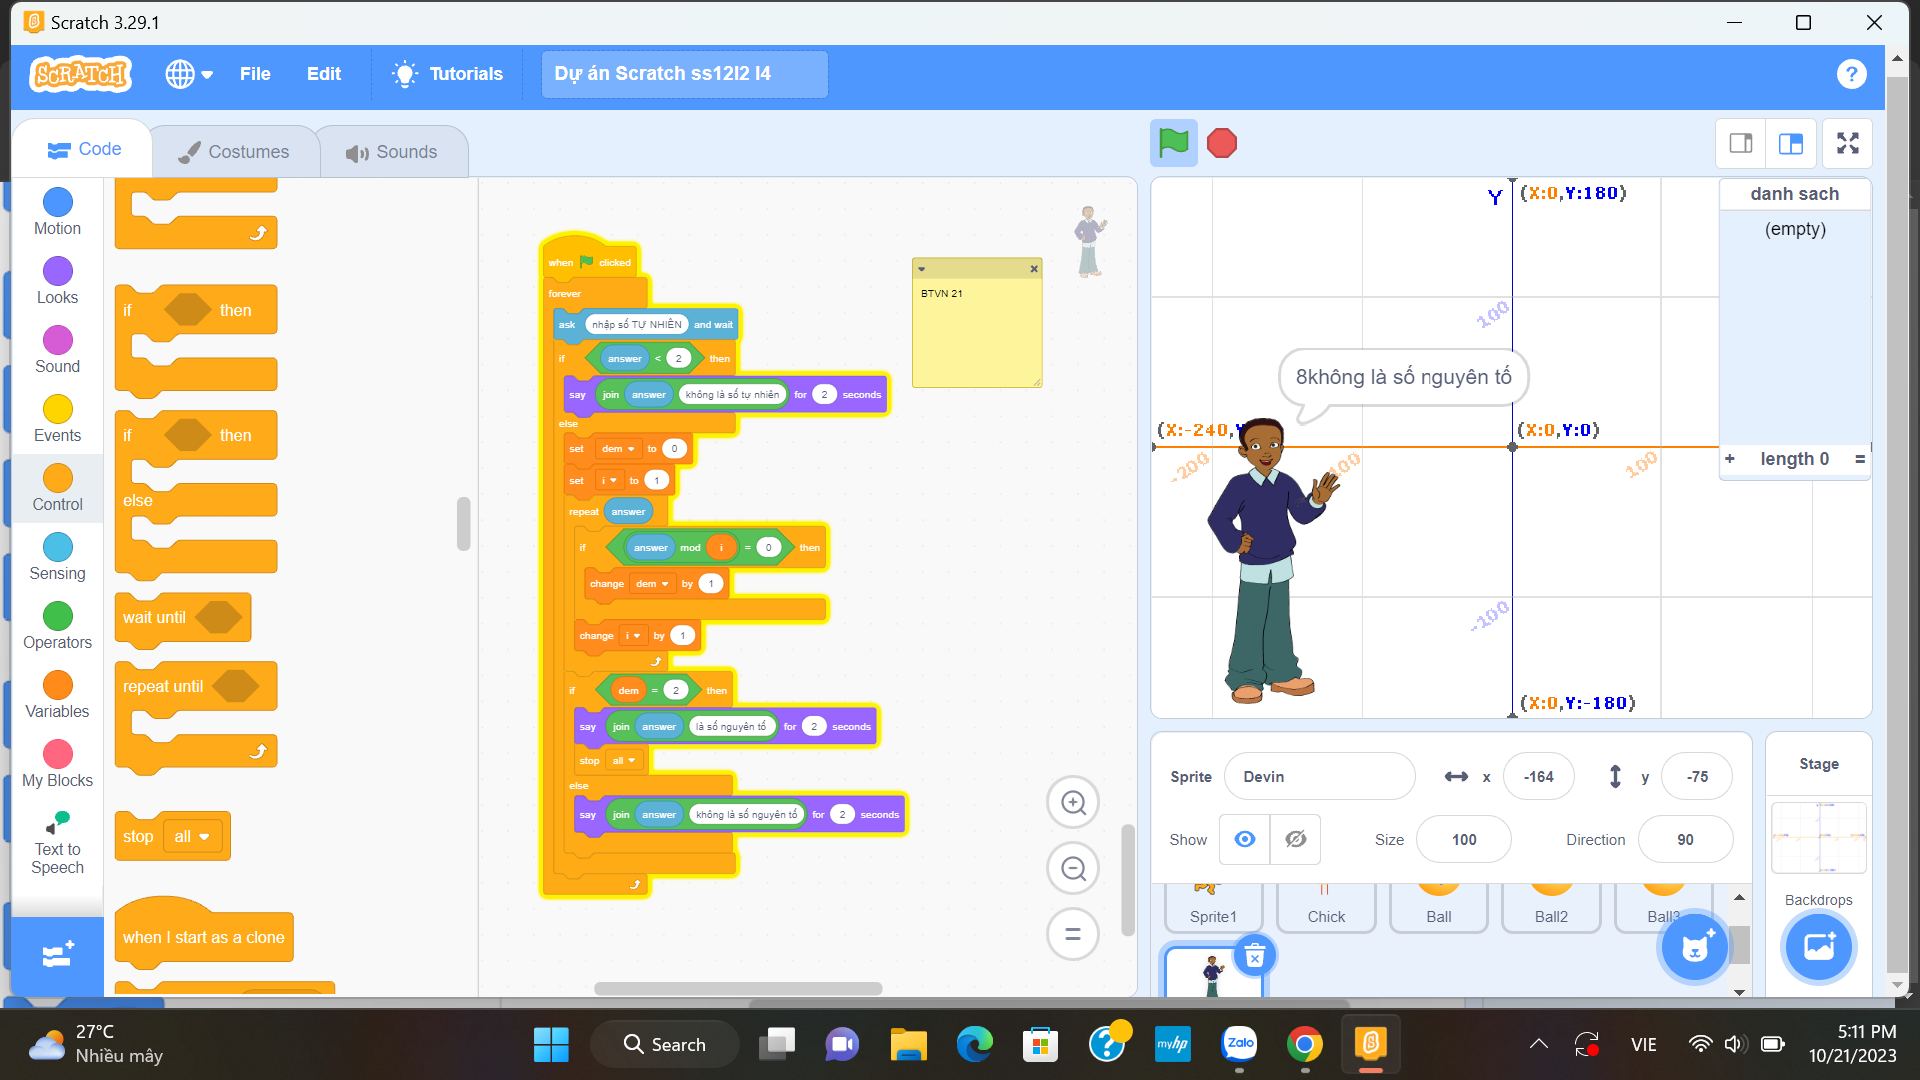 Scratch 3.29.1
SCRATCH
File
Edit
Tutorials
Dự án Scratch ss12l2 l4
?
Code
Costumes
Sounds
Motion
Looks
Sound
Events
Control
Sensing
Operators
Variables
My Blocks
Text to
Speech
if then
if then
else
wait until
repeat until
stop all
when I start as a clone
when clicked
forever
ask nhập số TỰ NHIÊN and wait
if answer < 2 then
say join answer không là số tự nhiên for 2 seconds
else
set dem to 0
set i to 1
repeat answer
if answer mod i = 0 then
change dem by 1
change i by 1
if dem = 2 then
say join answer là số nguyên tố for 2 seconds
stop all
else
say join answer không là số nguyên tố for 2 seconds
BTVN 21
Y (X:0,Y:180)
100
8không là số nguyên tố
(X:-240,Y
(X:0,Y:0)
-200
-100
100
-100
(X:0,Y:-180)
danh sach
(empty)
+ length 0 =
Sprite Devin x -164 y -75
Show Size 100 Direction 90
Sprite1
Chick
Ball
Ball2
Ball3
Stage
Backdrops
27°C
Nhiều mây
Search
myhp
Zalo
VIE
5:11 PM
10/21/2023